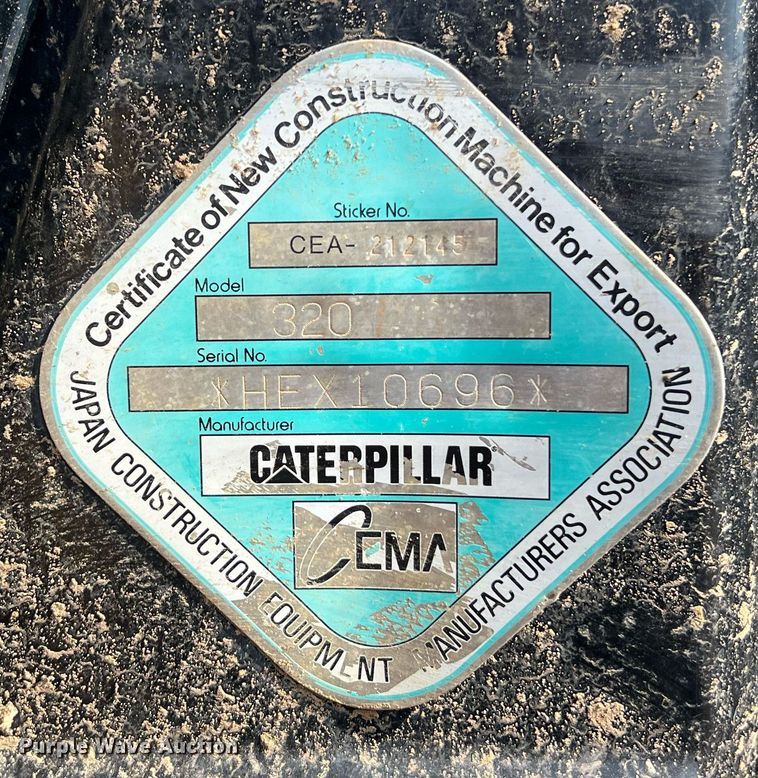 Certificate of New Construction Machine for Export
Sticker No.
CEA- 212145
Model
320
Serial No.
*HEX10696*
Manufacturer
CATERPILLAR
CEMA
JAPAN CONSTRUCTION EQUIPMENT MANUFACTURERS ASSOCIATION
Purple Wave Auction